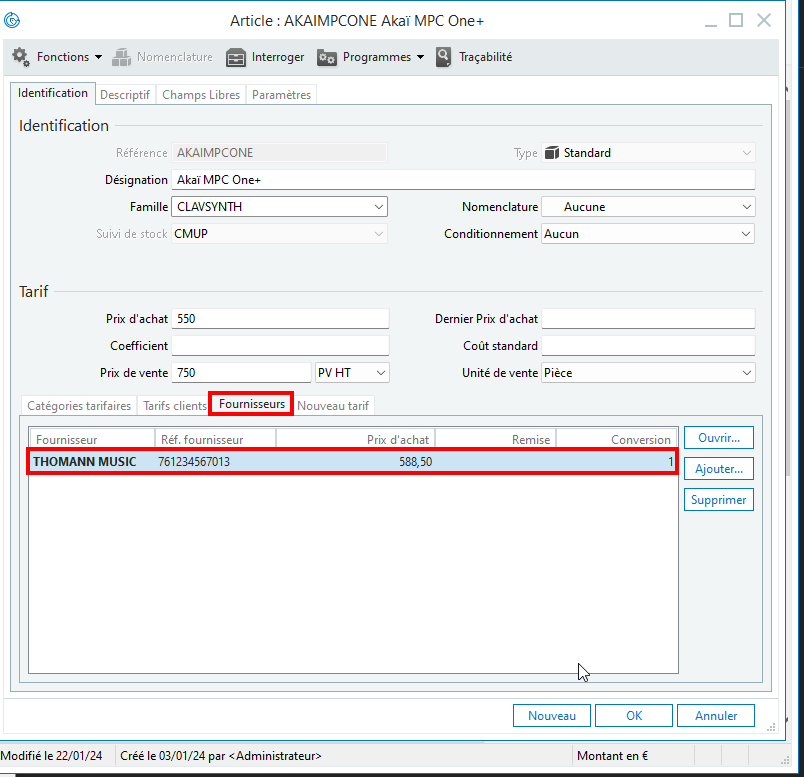 Article : AKAIMPCONE Akaï MPC One+
Fonctions Nomenclature Interroger Programmes Traçabilité
Identification Descriptif Champs Libres Paramètres
Identification
Référence AKAIMPCONE Type Standard
Désignation Akaï MPC One+
Famille CLAVSYNTH Nomenclature Aucune
Suivi de stock CMUP Conditionnement Aucun
Tarif
Prix d'achat 550 Dernier Prix d'achat
Coefficient Coût standard
Prix de vente 750 PV HT Unité de vente Pièce
Catégories tarifaires Tarifs clients Fournisseurs Nouveau tarif
Fournisseur Réf. fournisseur Prix d'achat Remise Conversion Ouvrir...
THOMANN MUSIC 761234567013 588,50 1
Ajouter...
Supprimer
Nouveau OK Annuler
Modifié le 22/01/24 Créé le 03/01/24 par <Administrateur> Montant en €